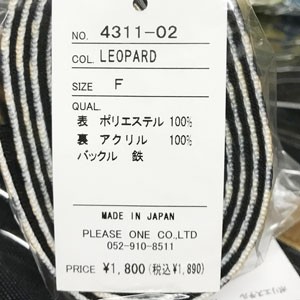 NO. 4311-02
COL. LEOPARD
SIZE F
QUAL.
表 ポリエステル 100%
裏 アクリル 100%
バックル 鉄
MADE IN JAPAN
PLEASE ONE CO.,LTD
052-910-8511
PRICE ¥1,800 (税込¥1,890)